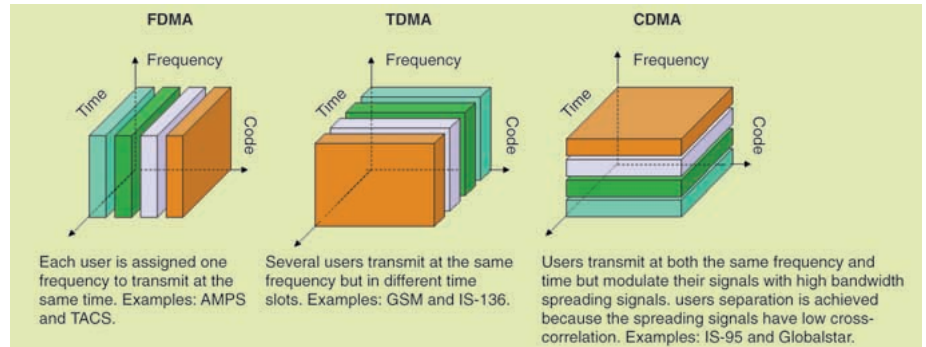 FDMA
Frequency
Time
Code
Each user is assigned one
frequency to transmit at the
same time. Examples: AMPS
and TACS.
TDMA
Frequency
Time
Code
Several users transmit at the same
frequency but in different time
slots. Examples: GSM and IS-136.
CDMA
Frequency
Time
Code
Users transmit at both the same frequency and
time but modulate their signals with high bandwidth
spreading signals. users separation is achieved
because the spreading signals have low cross-
correlation. Examples: IS-95 and Globalstar.